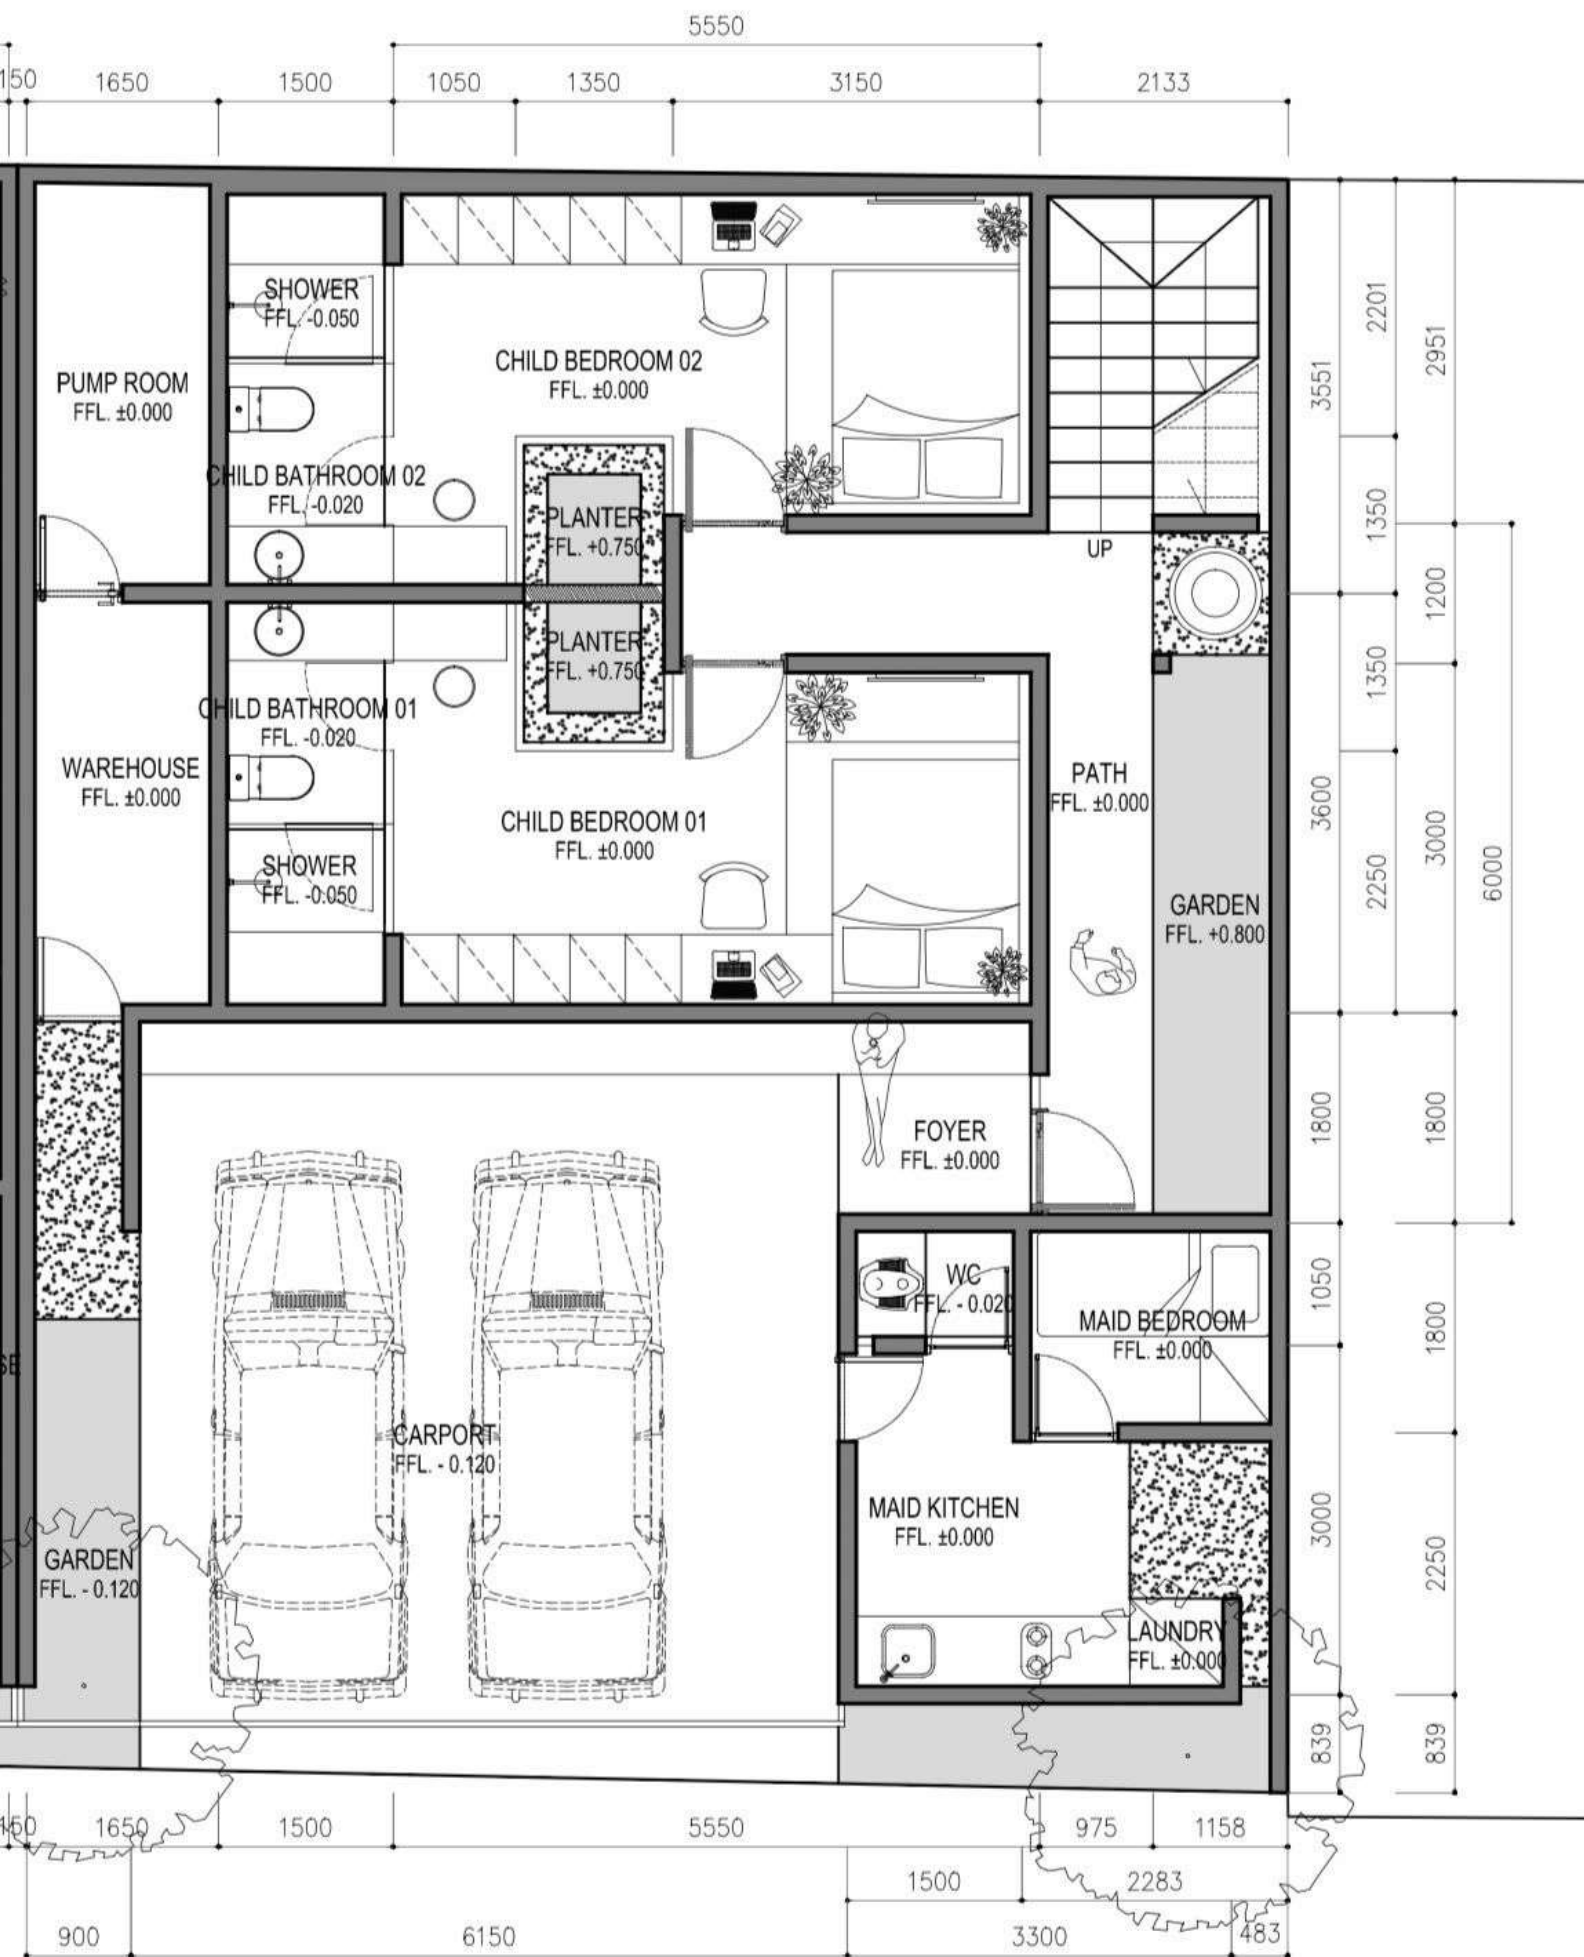 5550
150
1650
1500
1050
1350
3150
2133
SHOWER
FFL. -0.050
PUMP ROOM
FFL. ±0.000
CHILD BEDROOM 02
FFL. ±0.000
CHILD BATHROOM 02
FFL. -0.020
PLANTER
FFL. +0.750
UP
PLANTER
FFL. +0.750
CHILD BATHROOM 01
FFL. -0.020
WAREHOUSE
FFL. ±0.000
PATH
FFL. ±0.000
CHILD BEDROOM 01
FFL. ±0.000
SHOWER
FFL. -0.050
GARDEN
FFL. +0.800
FOYER
FFL. ±0.000
WC
FFL. - 0.020
MAID BEDROOM
FFL. ±0.000
SE
CARPORT
FFL. - 0.120
MAID KITCHEN
FFL. ±0.000
GARDEN
FFL. - 0.120
LAUNDRY
FFL. ±0.000
3551
3600
1800
1050
3000
839
2201
1350
1350
2250
2951
1200
3000
1800
1800
2250
839
6000
150
1650
1500
5550
975
1158
1500
2283
900
6150
3300
483